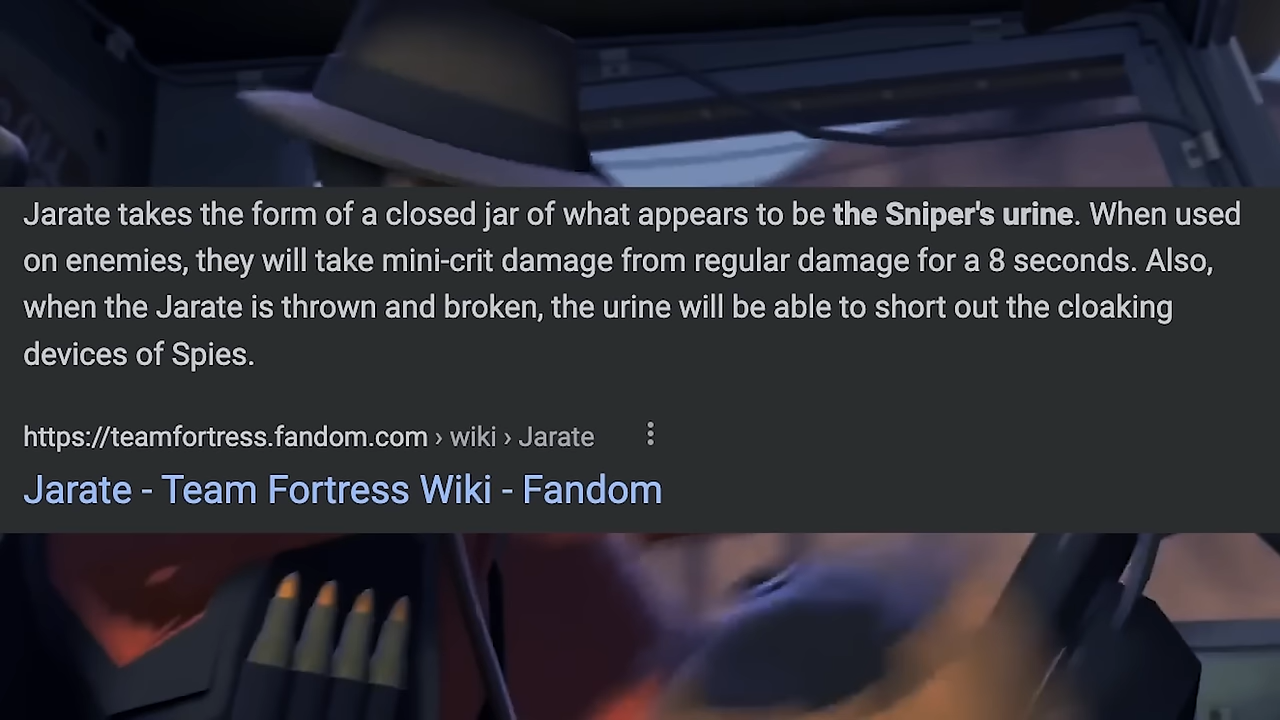 Jarate takes the form of a closed jar of what appears to be the Sniper's urine. When used
on enemies, they will take mini-crit damage from regular damage for a 8 seconds. Also,
when the Jarate is thrown and broken, the urine will be able to short out the cloaking
devices of Spies.
https://teamfortress.fandom.com › wiki › Jarate
Jarate - Team Fortress Wiki - Fandom